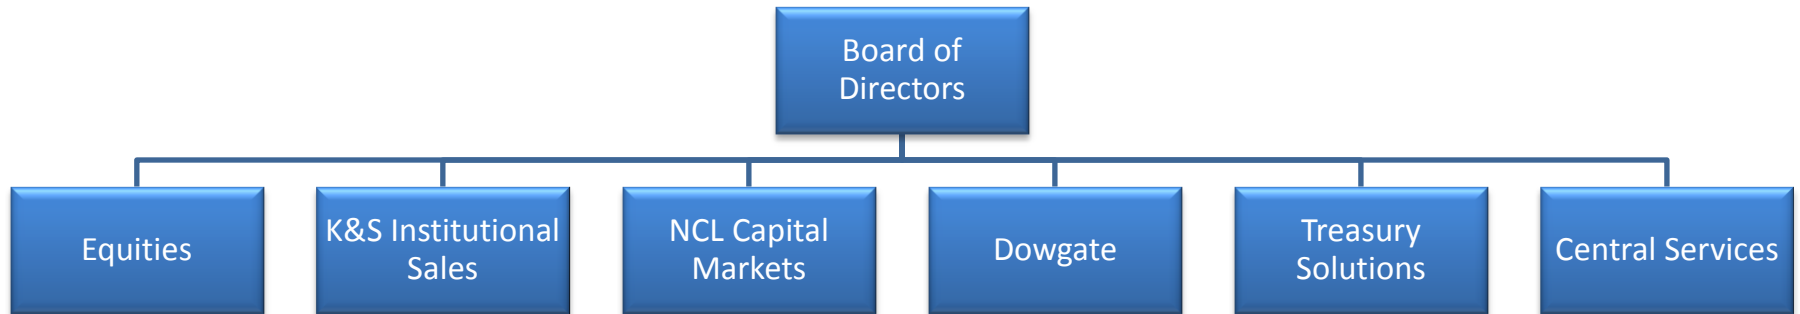 Board of
Directors
Equities
K&S Institutional
Sales
NCL Capital
Markets
Dowgate
Treasury
Solutions
Central Services